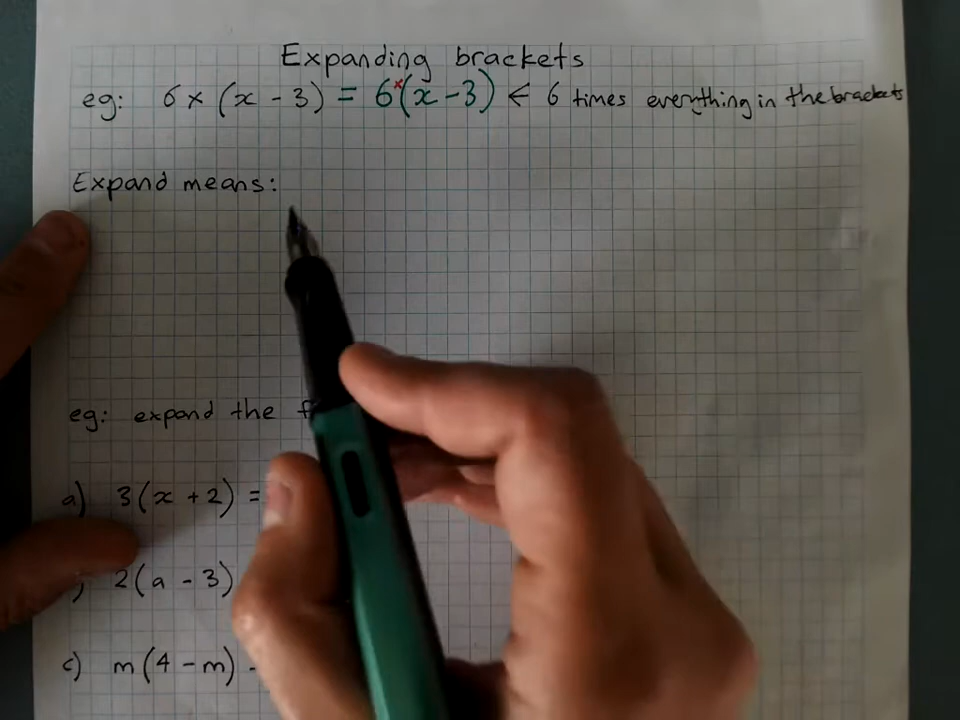 Expanding brackets
eg: 6 × (x - 3) = 6×(x - 3) ← 6 times everything in the brackets
Expand means:
eg: expand the
a) 3(x + 2) =
) 2(a - 3)
c) m(4 - m)